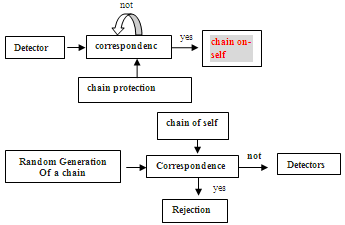 not
Detector
correspondenc
yes
chain on-
self
chain protection
chain of self
Random Generation
Of a chain
Correspondence
not
Detectors
yes
Rejection